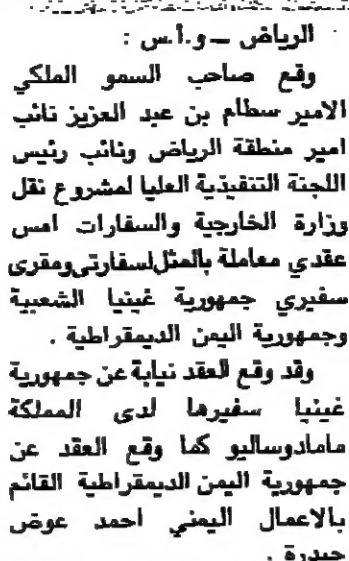 الرياض ــ و.أ.س :
وقع صاحب السمو الملكي
الامير سطام بن عبد العزيز نائب
امير منطقة الرياض ونائب رئيس
اللجنة التنفيذية العليا لمشروع نقل
وزارة الخارجية والسفارات امس
عقدي معاملة بالمثل لسفارتي ومقرى
سفيري جمهورية غينيا الشعبية
وجمهورية اليمن الديمقراطية .
وقد وقع العقد نيابة عن جمهورية
غينيا سفيرها لدى المملكة
مامادوساليو كما وقع العقد عن
جمهورية اليمن الديمقراطية القائم
بالاعمال اليمني احمد عوض
حيدرة .